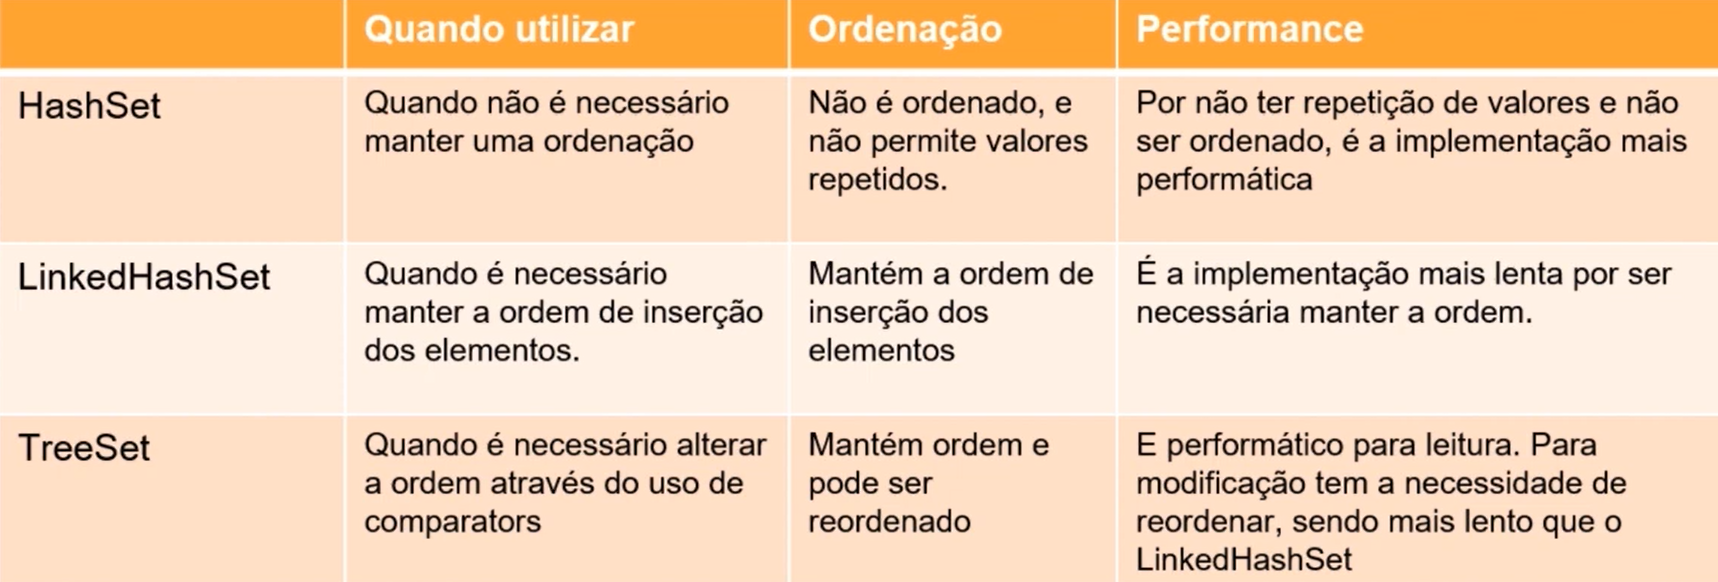 Quando utilizar
Ordenação
Performance
HashSet
Quando não é necessário
manter uma ordenação
Não é ordenado, e
não permite valores
repetidos.
Por não ter repetição de valores e não
ser ordenado, é a implementação mais
performática
LinkedHashSet
Quando é necessário
manter a ordem de inserção
dos elementos.
Mantém a ordem de
inserção dos
elementos
É a implementação mais lenta por ser
necessária manter a ordem.
TreeSet
Quando é necessário alterar
a ordem através do uso de
comparators
Mantém ordem e
pode ser
reordenado
E performático para leitura. Para
modificação tem a necessidade de
reordenar, sendo mais lento que o
LinkedHashSet